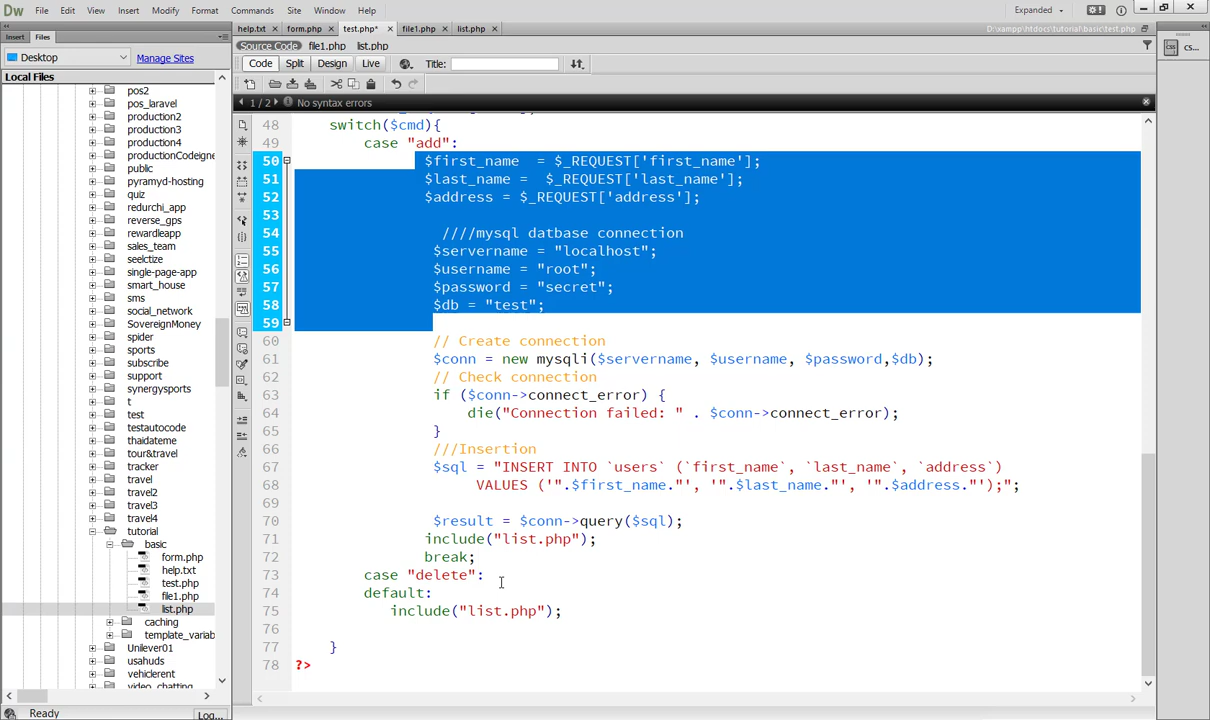 Dw File Edit View Insert Modify Format Commands Site Window Help Expanded
help.txt form.php test.php* file1.php list.php D:\xampp\htdocs\tutorial\basic\test.php
Insert Files
Source Code file1.php list.php
Desktop Manage Sites
Code Split Design Live Title:
Local Files
1 / 2 No syntax errors
pos2
pos_laravel
production2
production3
production4
productionCodeigne
public
pyramyd-hosting
quiz
redurchi_app
reverse_gps
rewardleapp
sales_team
seelctize
single-page-app
smart_house
sms
social_network
SovereignMoney
spider
sports
subscribe
support
synergysports
t
test
testautocode
thaidateme
tour&travel
tracker
travel
travel2
travel3
travel4
tutorial
basic
form.php
help.txt
test.php
file1.php
list.php
caching
template_variab
Unilever01
usahuds
vehiclerent
video_chatting
48 switch($cmd){
49 case "add":
50 $first_name = $_REQUEST['first_name'];
51 $last_name = $_REQUEST['last_name'];
52 $address = $_REQUEST['address'];
53
54 ////mysql datbase connection
55 $servername = "localhost";
56 $username = "root";
57 $password = "secret";
58 $db = "test";
59
60 // Create connection
61 $conn = new mysqli($servername, $username, $password,$db);
62 // Check connection
63 if ($conn->connect_error) {
64 die("Connection failed: " . $conn->connect_error);
65 }
66 ///Insertion
67 $sql = "INSERT INTO `users` (`first_name`, `last_name`, `address`)
68 VALUES ('".$first_name."', '".$last_name."', '".$address."');";
69
70 $result = $conn->query($sql);
71 include("list.php");
72 break;
73 case "delete":
74 default:
75 include("list.php");
76
77 }
78 ?>
CSS cs...
Ready Log...